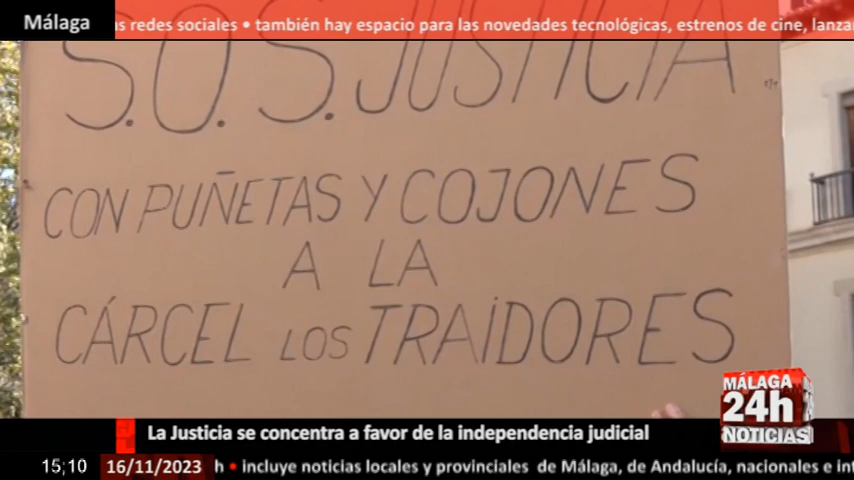 Málaga
s redes sociales • también hay espacio para las novedades tecnológicas, estrenos de cine, lanza
S.O.S. JUSTICIA
CON PUÑETAS Y COJONES
A LA
CÁRCEL LOS TRAIDORES
MÁLAGA
24h
NOTICIAS
La Justicia se concentra a favor de la independencia judicial
15:10 16/11/2023 h • incluye noticias locales y provinciales de Málaga, de Andalucía, nacionales e in